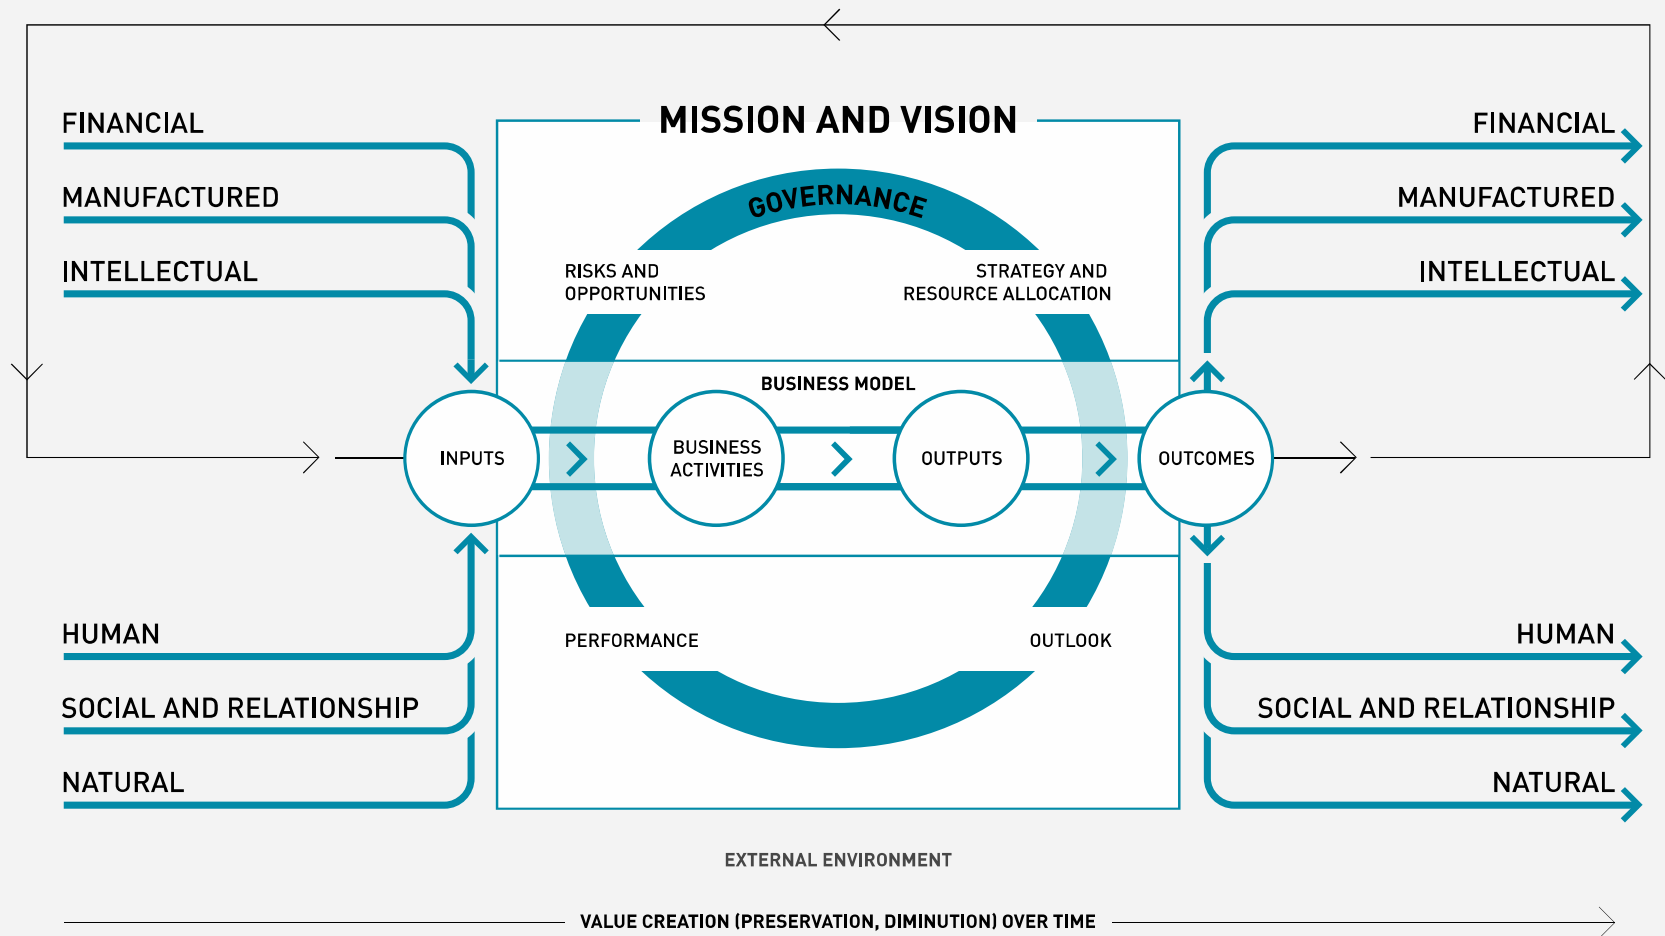 FINANCIAL
MANUFACTURED
INTELLECTUAL
HUMAN
SOCIAL AND RELATIONSHIP
NATURAL
MISSION AND VISION
GOVERNANCE
RISKS AND
OPPORTUNITIES
STRATEGY AND
RESOURCE ALLOCATION
BUSINESS MODEL
INPUTS
BUSINESS
ACTIVITIES
OUTPUTS
OUTCOMES
PERFORMANCE
OUTLOOK
FINANCIAL
MANUFACTURED
INTELLECTUAL
HUMAN
SOCIAL AND RELATIONSHIP
NATURAL
EXTERNAL ENVIRONMENT
VALUE CREATION (PRESERVATION, DIMINUTION) OVER TIME